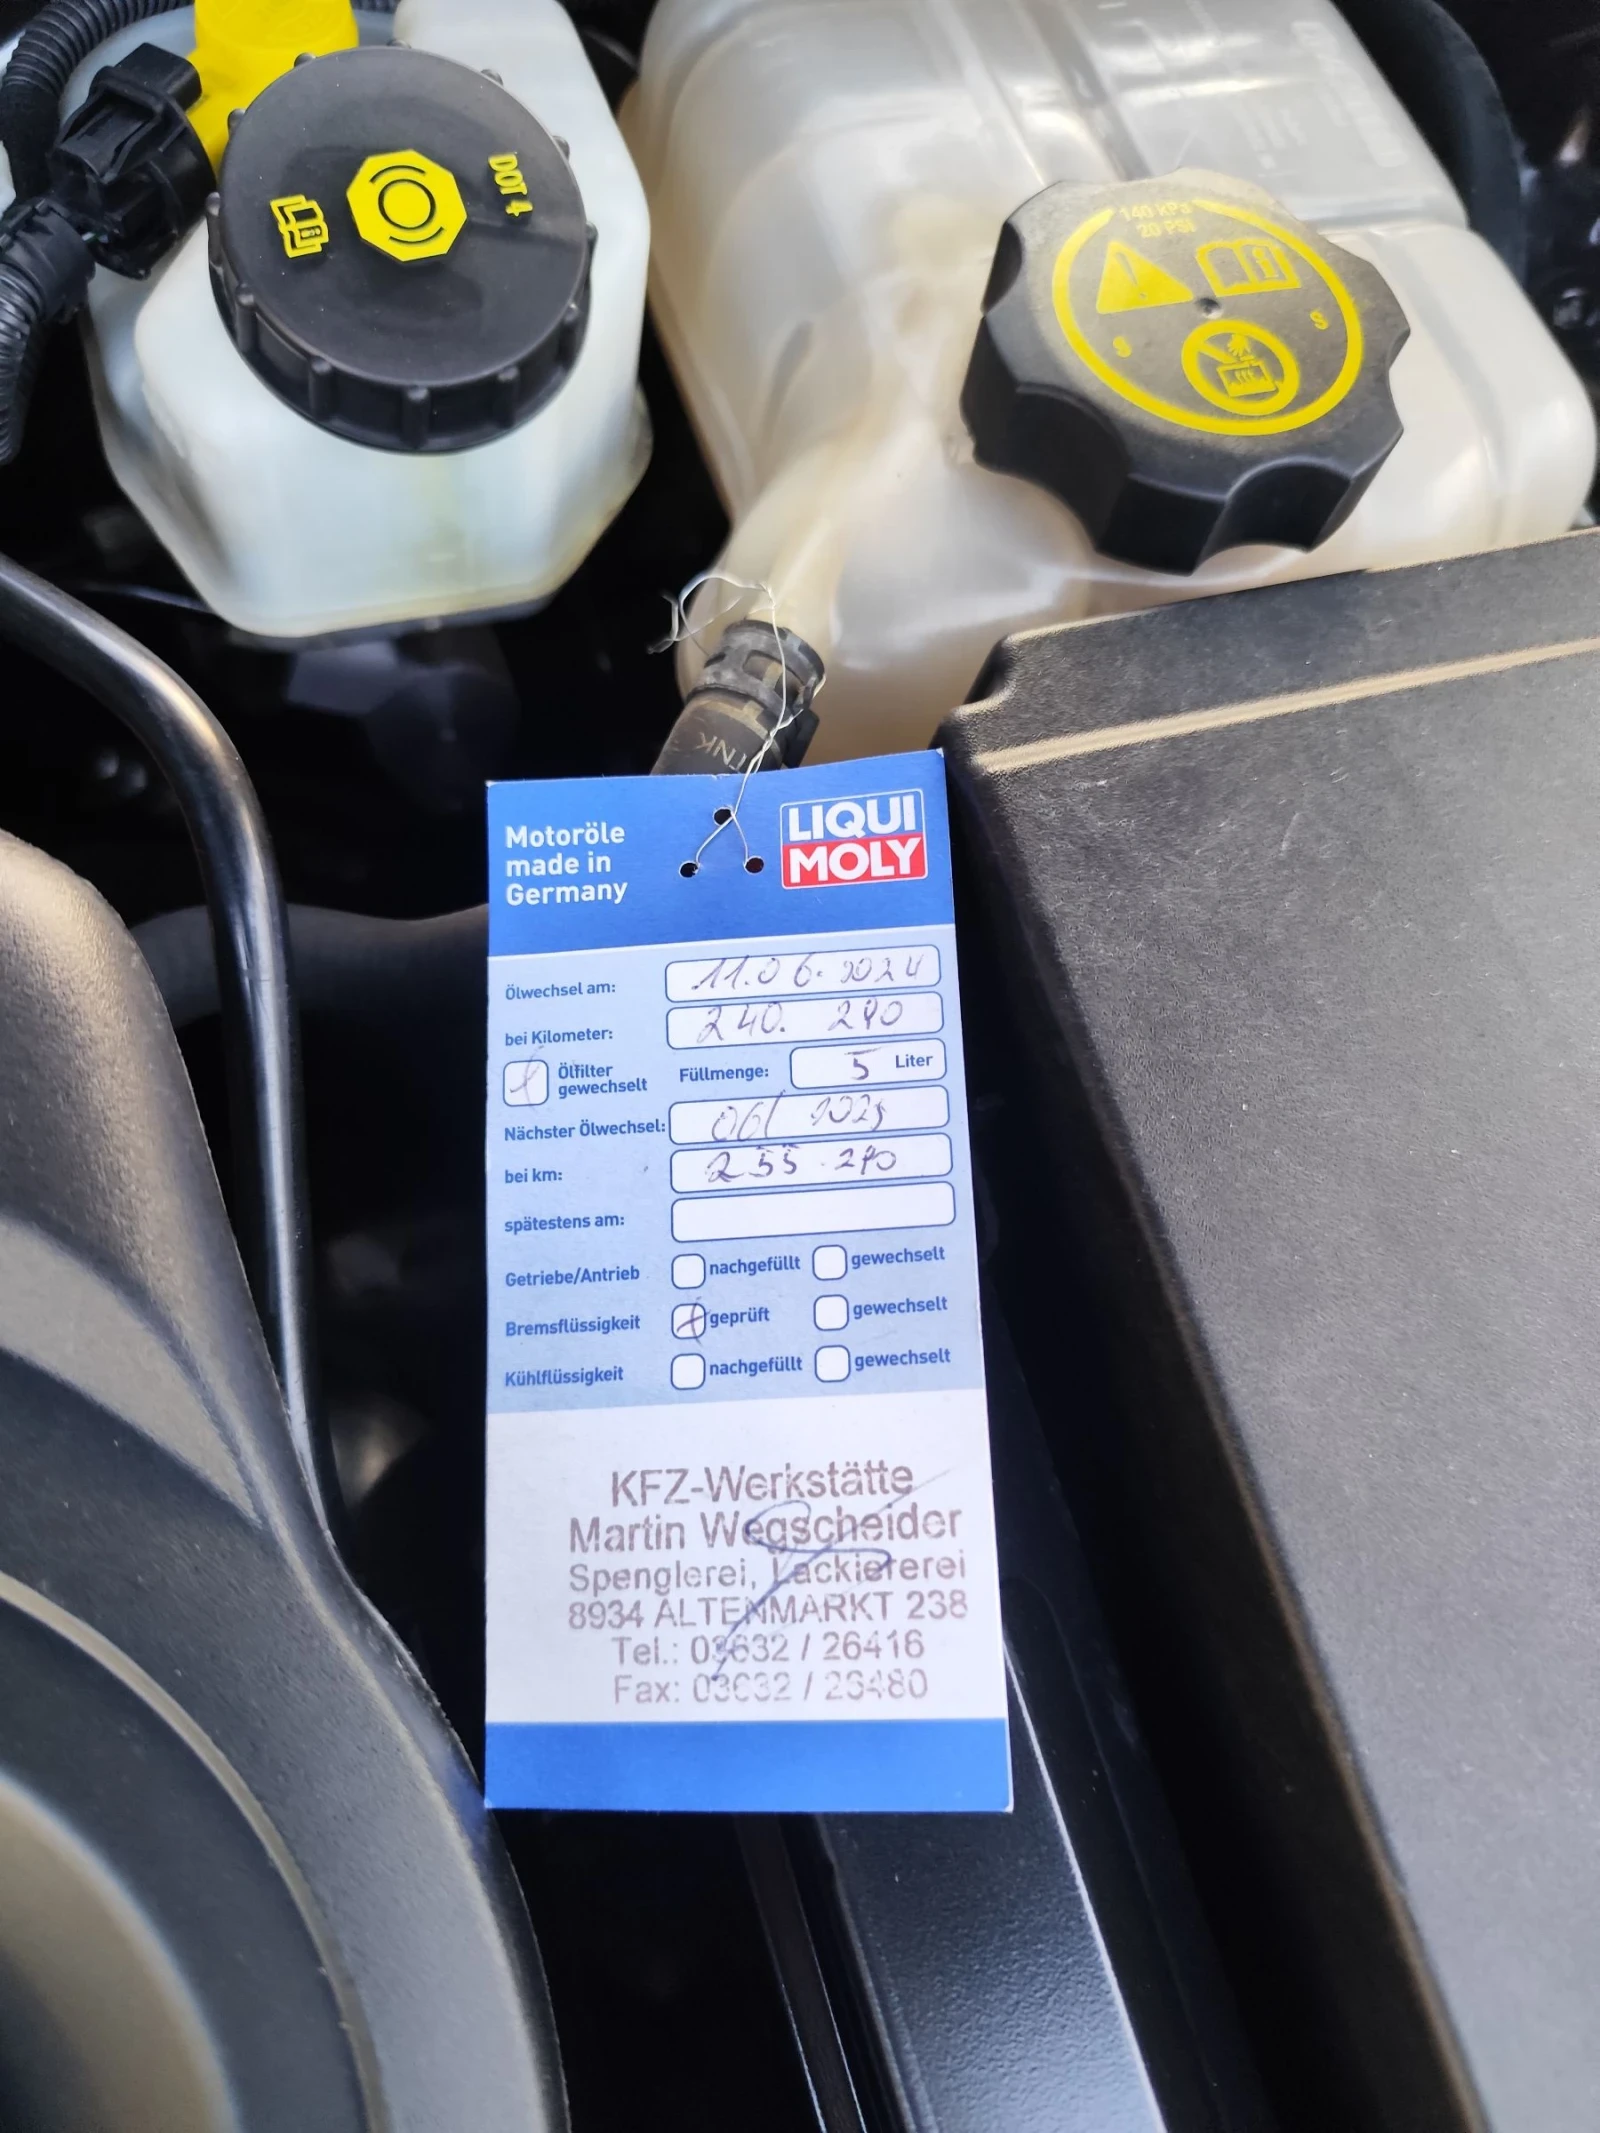 DOT 4
140 kPa
20 PSI
Motoröle
made in
Germany
LIQUI
MOLY
Ölwechsel am: 11.06.2024
bei Kilometer: 240. 290
Ölfilter
gewechselt
Füllmenge: 5 Liter
Nächster Ölwechsel: 06/ 2025
bei km: 255.290
spätestens am:
Getriebe/Antrieb nachgefüllt gewechselt
Bremsflüssigkeit geprüft gewechselt
Kühlflüssigkeit nachgefüllt gewechselt
KFZ-Werkstätte
Martin Wegscheider
Spenglerei, Lackiererei
8934 ALTENMARKT 238
Tel.: 03632 / 26416
Fax: 03632 / 26480